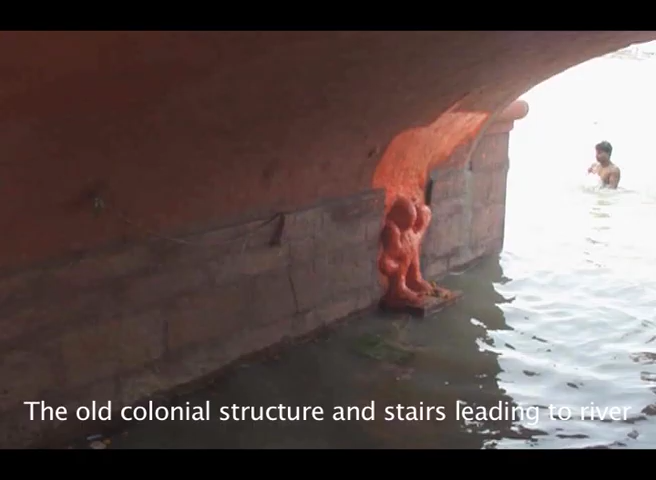 The old colonial structure and stairs leading to river